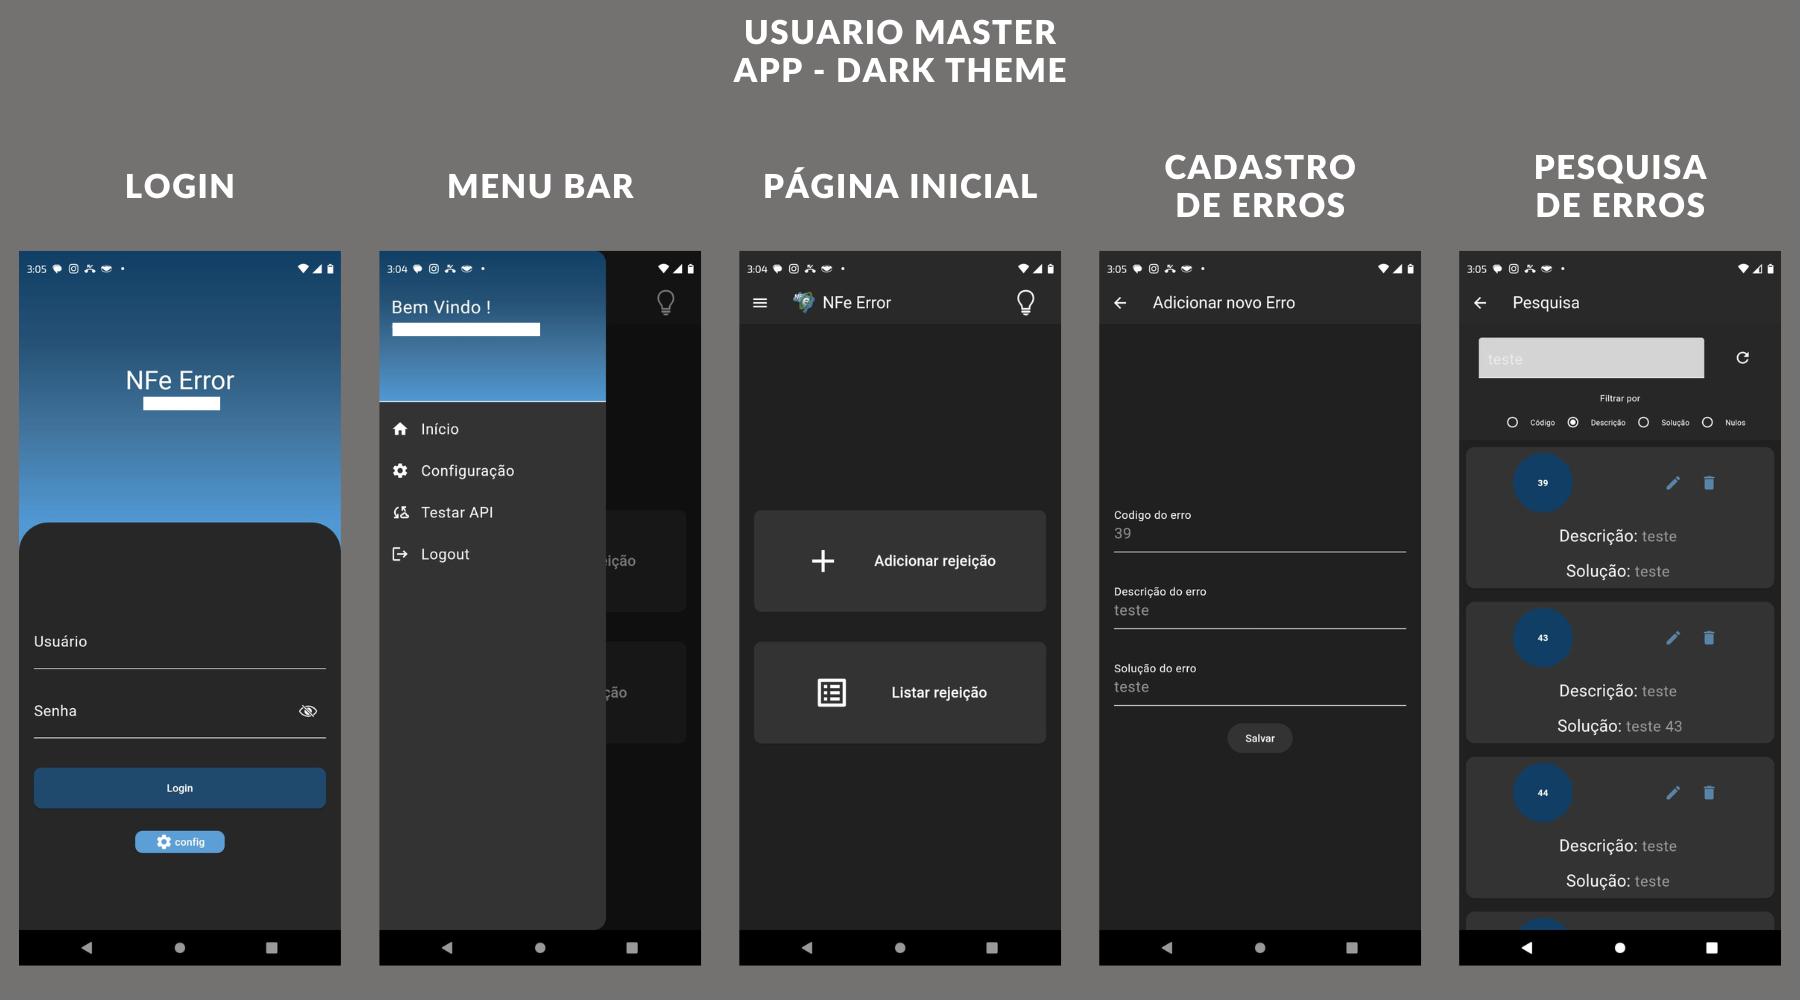 USUARIO MASTER
APP - DARK THEME
LOGIN
3:05
NFe Error
Usuário
Senha
Login
config
MENU BAR
3:04
Bem Vindo !
Início
Configuração
Testar API
Logout
eição
ção
PÁGINA INICIAL
3:04
NFe Error
Adicionar rejeição
Listar rejeição
CADASTRO
DE ERROS
3:05
Adicionar novo Erro
Codigo do erro
39
Descrição do erro
teste
Solução do erro
teste
Salvar
PESQUISA
DE ERROS
3:05
Pesquisa
teste
Filtrar por
Código Descrição Solução Nulos
39
Descrição: teste
Solução: teste
43
Descrição: teste
Solução: teste 43
44
Descrição: teste
Solução: teste